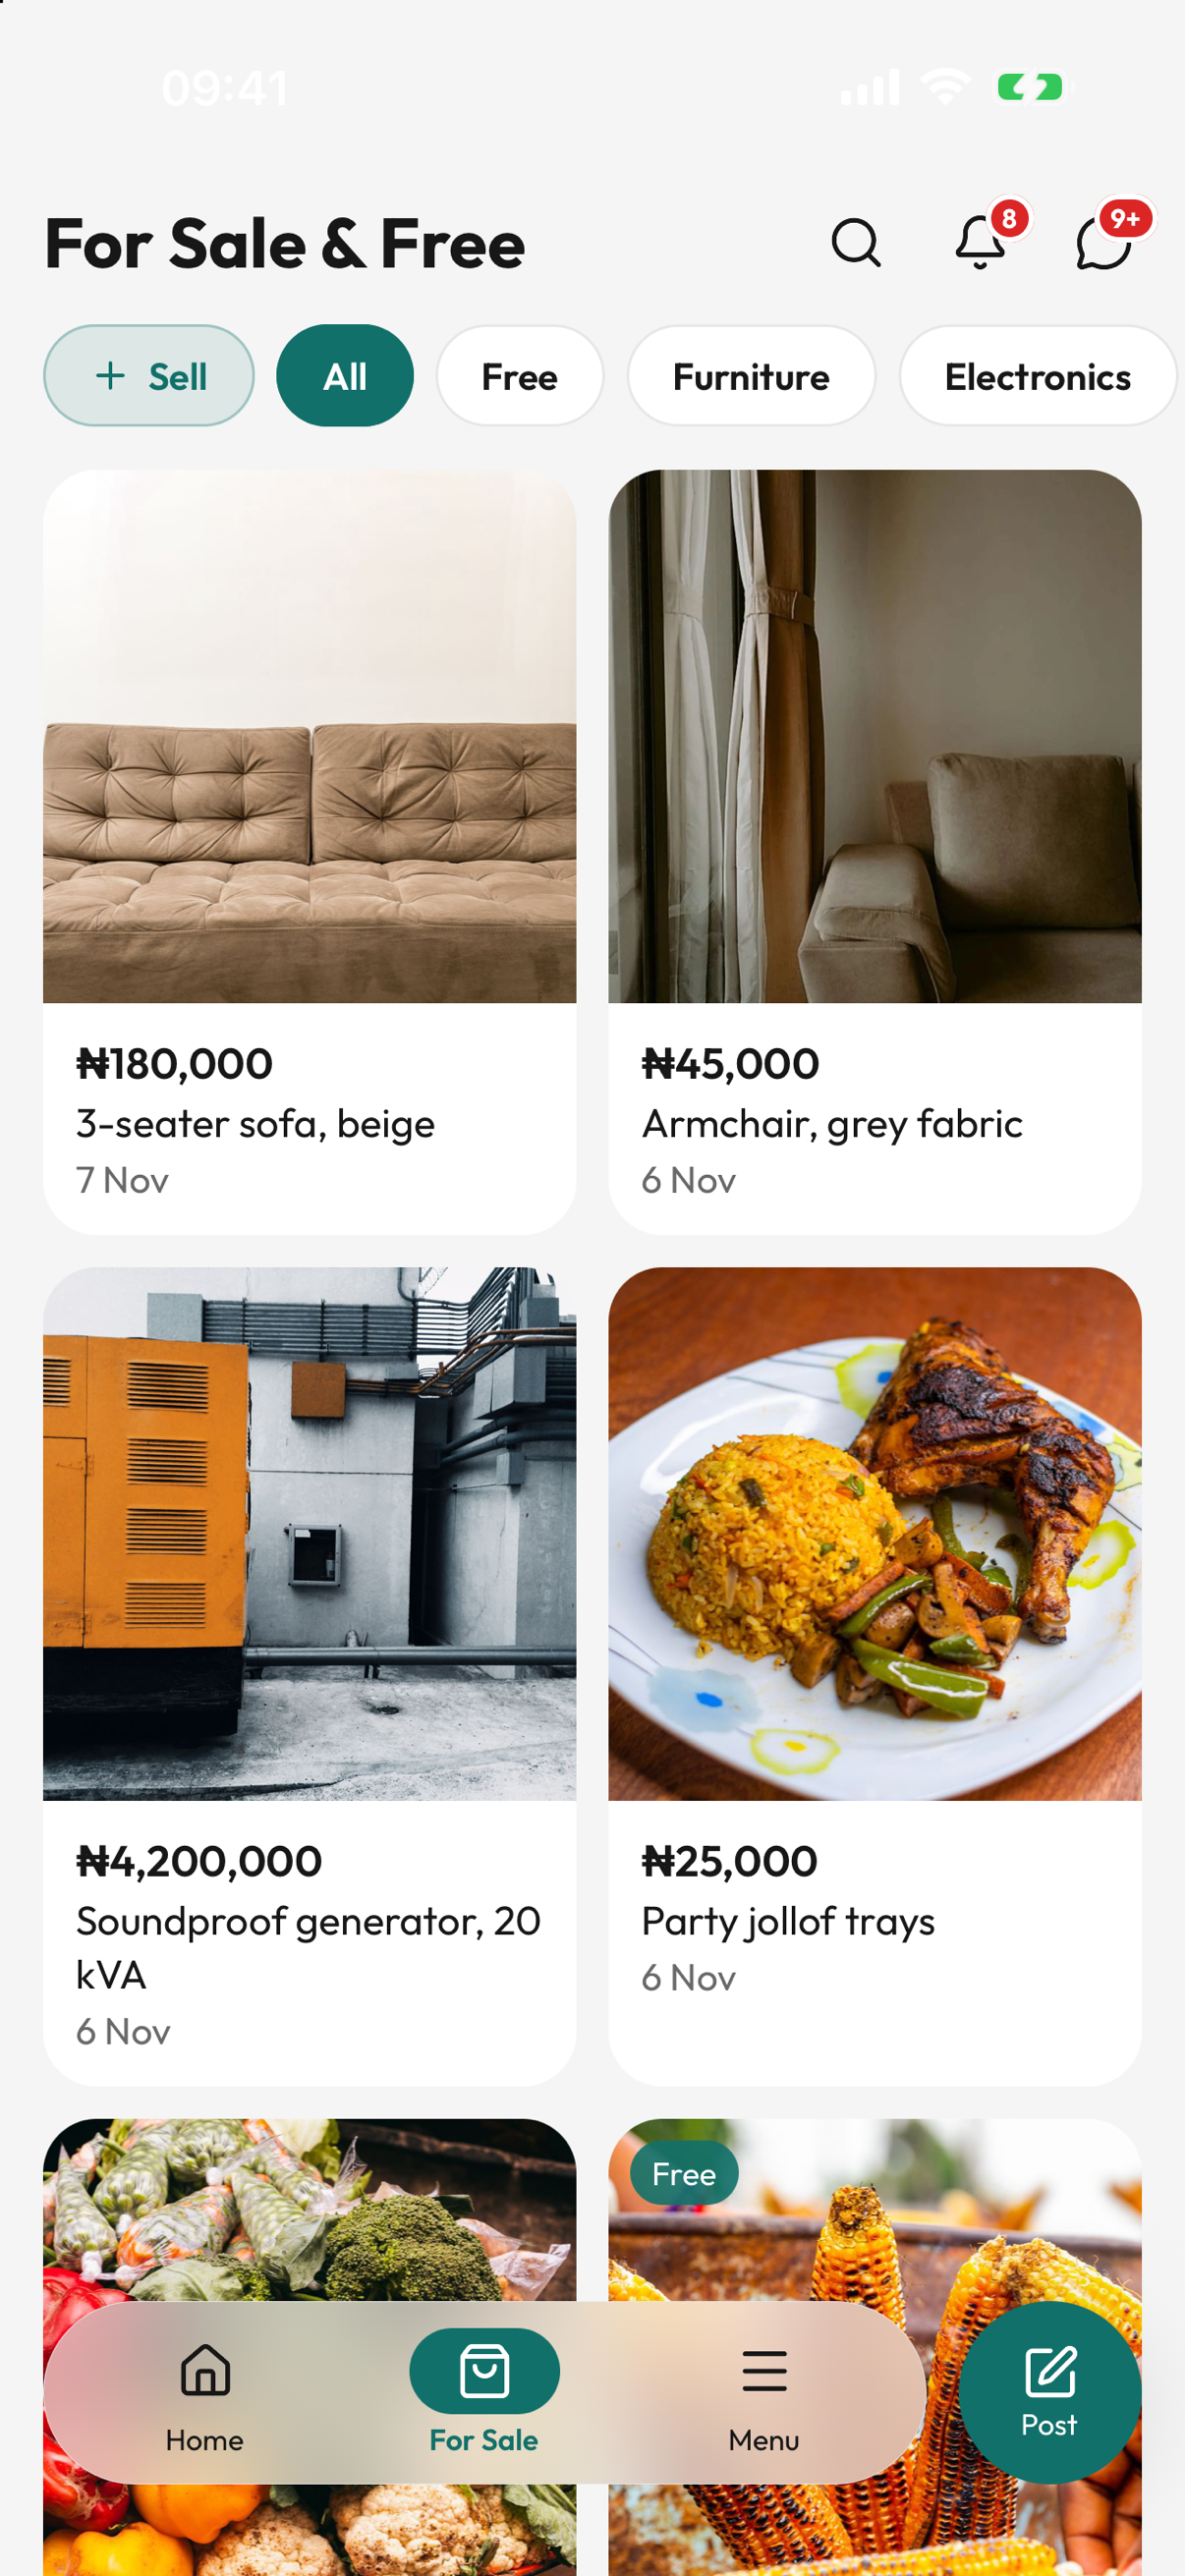 09:41
For Sale & Free
8
9+
+ Sell
All
Free
Furniture
Electronics
₦180,000
3-seater sofa, beige
7 Nov
₦45,000
Armchair, grey fabric
6 Nov
₦4,200,000
Soundproof generator, 20
kVA
6 Nov
₦25,000
Party jollof trays
6 Nov
Free
Home
For Sale
Menu
Post